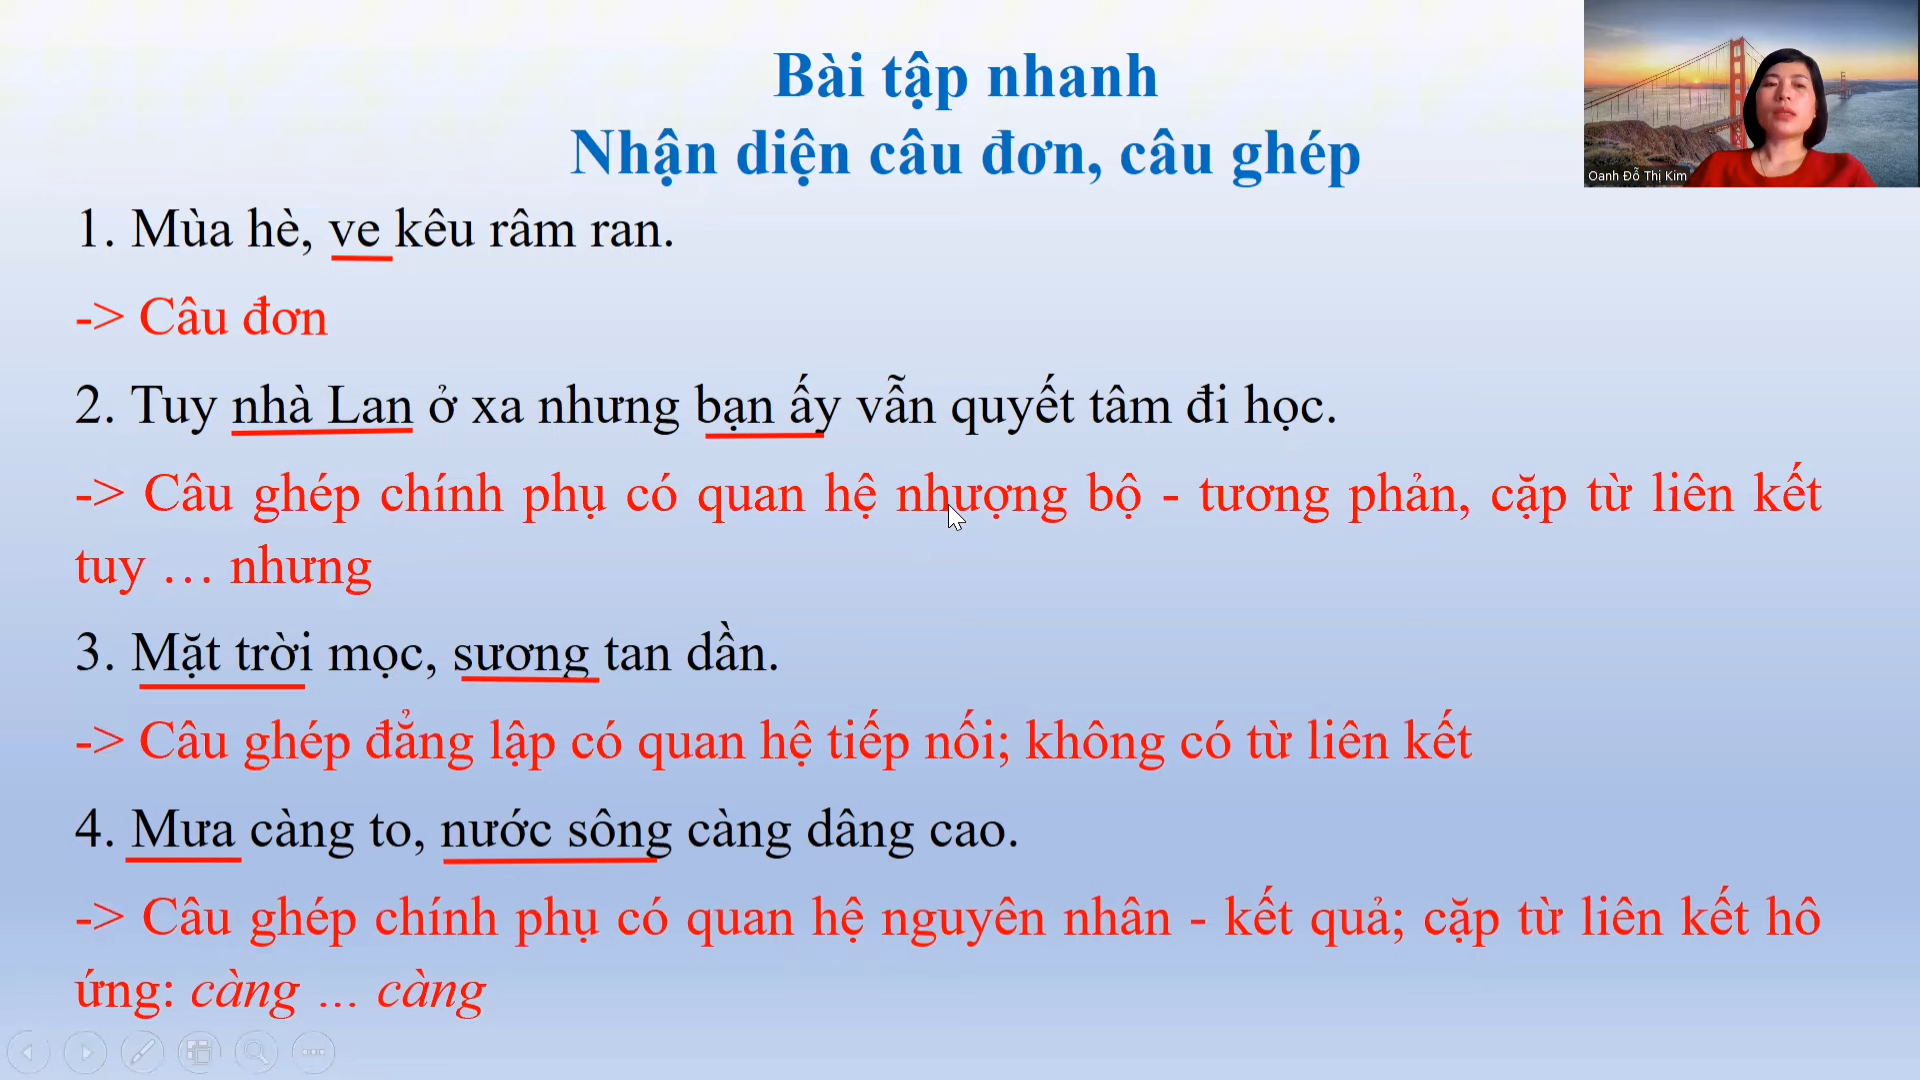 Bài tập nhanh
Nhận diện câu đơn, câu ghép
Oanh Đỗ Thị Kim
1. Mùa hè, ve kêu râm ran.
-> Câu đơn
2. Tuy nhà Lan ở xa nhưng bạn ấy vẫn quyết tâm đi học.
-> Câu ghép chính phụ có quan hệ nhượng bộ - tương phản, cặp từ liên kết
tuy … nhưng
3. Mặt trời mọc, sương tan dần.
-> Câu ghép đẳng lập có quan hệ tiếp nối; không có từ liên kết
4. Mưa càng to, nước sông càng dâng cao.
-> Câu ghép chính phụ có quan hệ nguyên nhân - kết quả; cặp từ liên kết hô
ứng: càng … càng